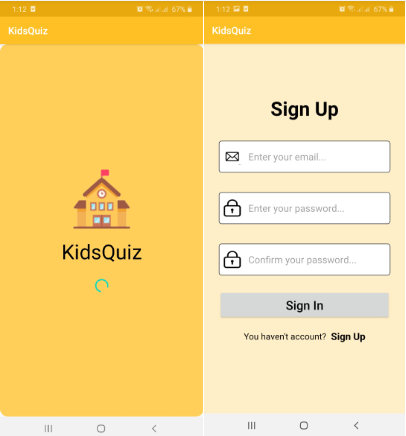 1:12 67%
KidsQuiz
KidsQuiz
1:12 67%
KidsQuiz
Sign Up
Enter your email...
Enter your password...
Confirm your password...
Sign In
You haven't account? Sign Up